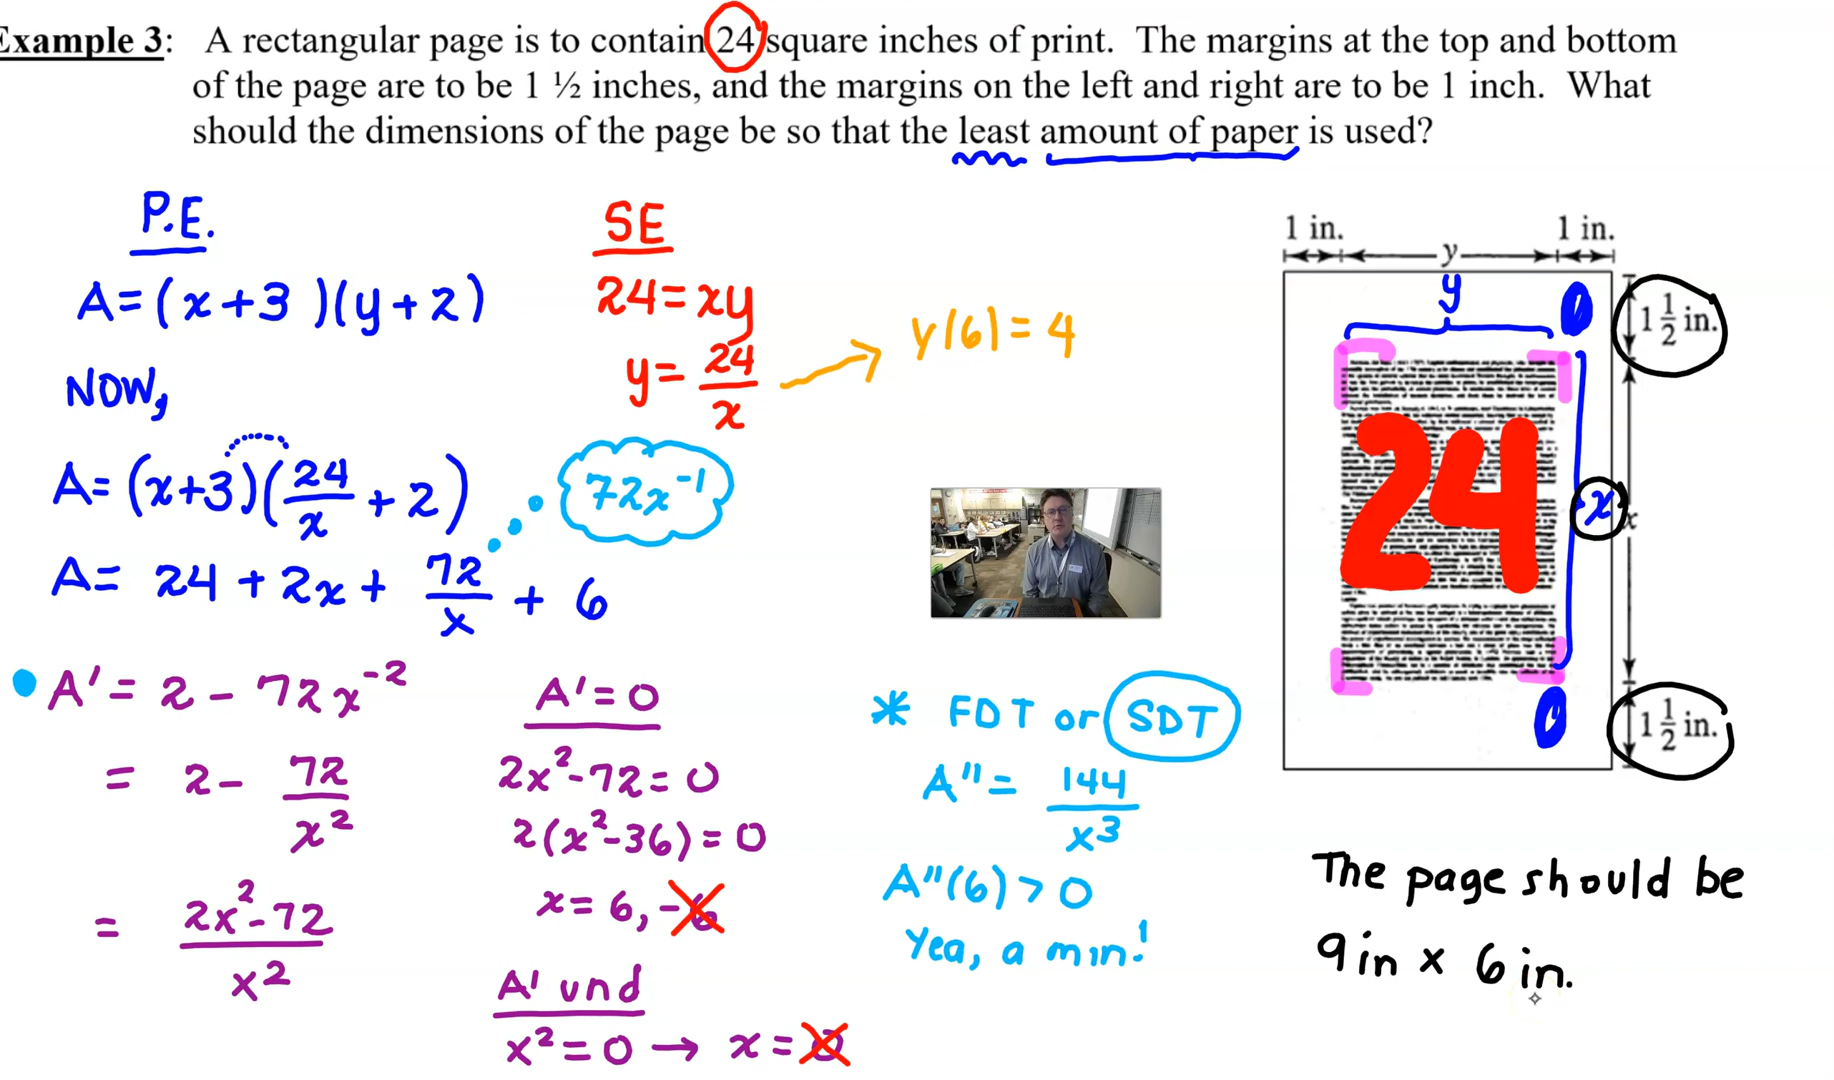 Example 3: A rectangular page is to contain 24 square inches of print. The margins at the top and bottom
of the page are to be 1 ½ inches, and the margins on the left and right are to be 1 inch. What
should the dimensions of the page be so that the least amount of paper is used?
P.E.
A=(x+3)(y+2)
NOW,
A=(x+3)(24/x+2)
A= 24+2x+72/x+6
72x⁻¹
SE
24=xy
y=24/x
y(6)=4
A'=2-72x⁻²
= 2-72/x²
= 2x²-72/x²
A'=0
2x²-72=0
2(x²-36)=0
x=6,-6
A' und
x²=0→x=0
* FDT or SDT
A''=144/x³
A''(6)>0
Yea, a min!
1 in.
1 in.
y
y
1 ½ in.
24
x
x
1 ½ in.
The page should be
9in x 6in.